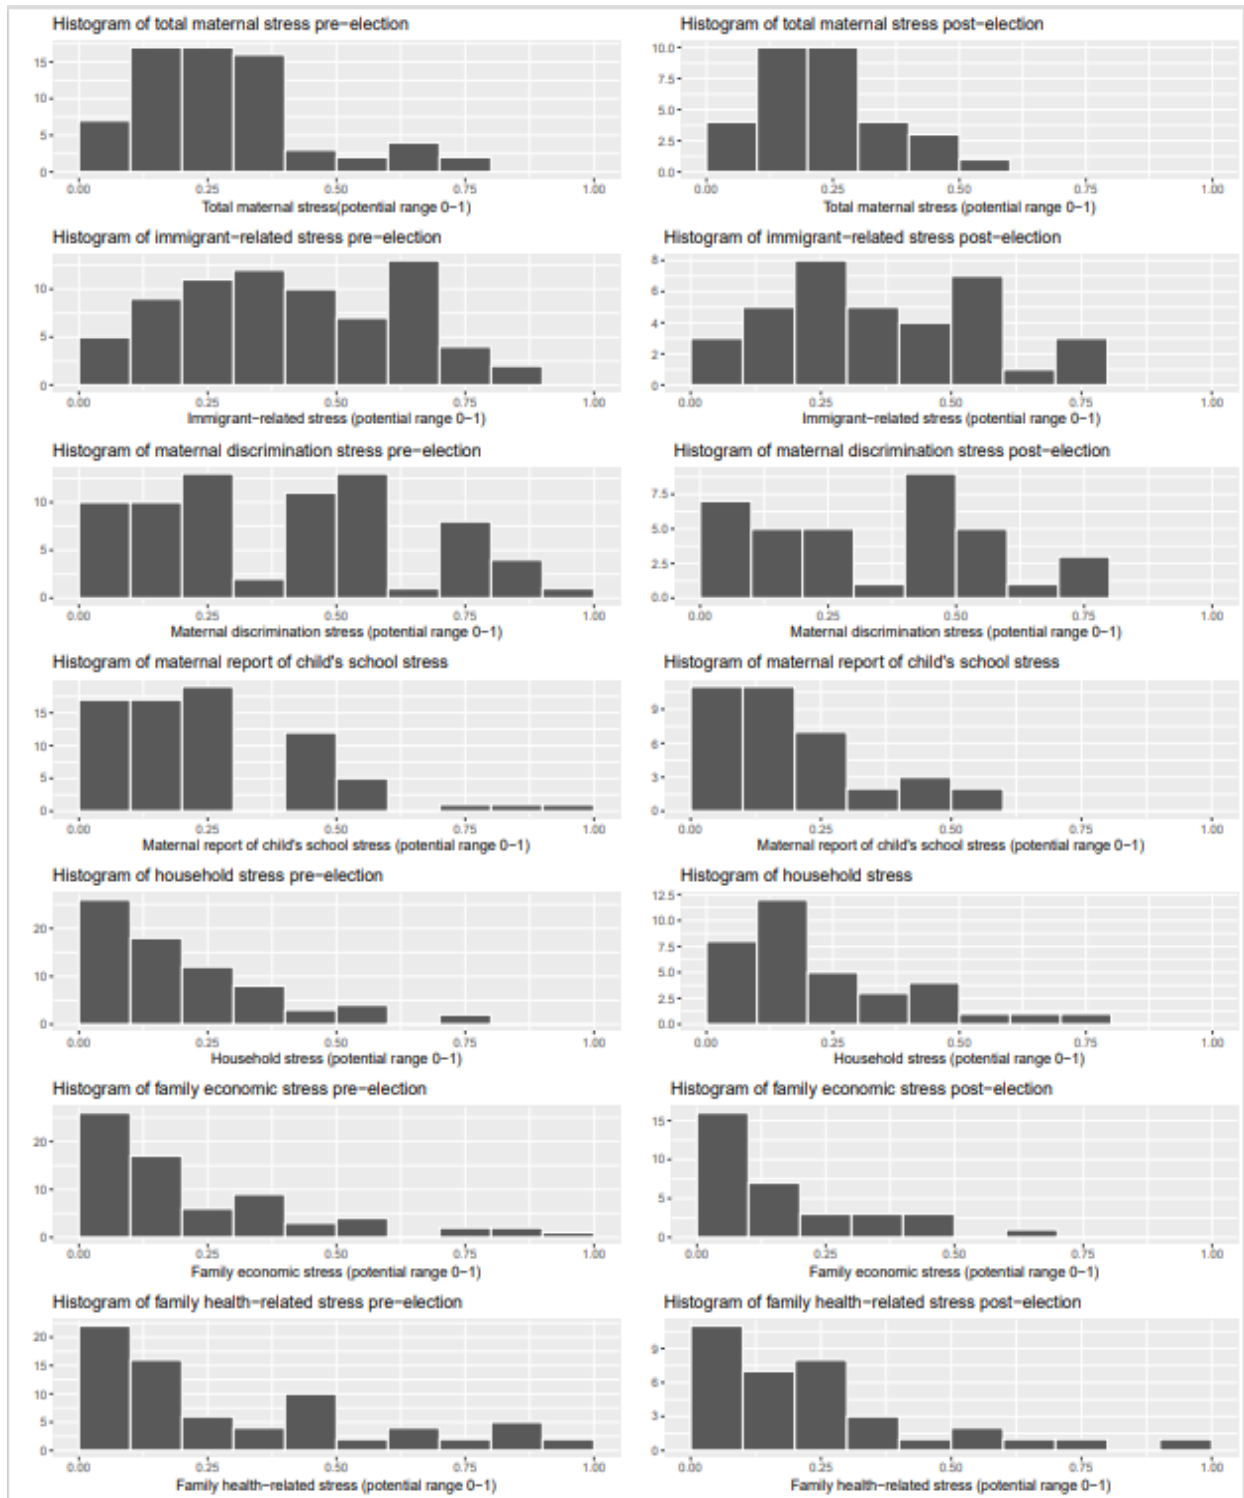 Histogram of total maternal stress pre-election
15
10
5
0
0.00 0.25 0.50 0.75 1.00
Total maternal stress(potential range 0-1)
Histogram of total maternal stress post-election
10.0
7.5
5.0
2.5
0.0
0.00 0.25 0.50 0.75 1.00
Total maternal stress (potential range 0-1)
Histogram of immigrant-related stress pre-election
10
5
0
0.00 0.25 0.50 0.75 1.00
Immigrant-related stress (potential range 0-1)
Histogram of immigrant-related stress post-election
8
6
4
2
0
0.00 0.25 0.50 0.75 1.00
Immigrant-related stress (potential range 0-1)
Histogram of maternal discrimination stress pre-election
10
5
0
0.00 0.25 0.50 0.75 1.00
Maternal discrimination stress (potential range 0-1)
Histogram of maternal discrimination stress post-election
7.5
5.0
2.5
0.0
0.00 0.25 0.50 0.75 1.00
Maternal discrimination stress (potential range 0-1)
Histogram of maternal report of child's school stress
15
10
5
0
0.00 0.25 0.50 0.75 1.00
Maternal report of child's school stress (potential range 0-1)
Histogram of maternal report of child's school stress
9
6
3
0
0.00 0.25 0.50 0.75 1.00
Maternal report of child's school stress (potential range 0-1)
Histogram of household stress pre-election
20
10
0
0.00 0.25 0.50 0.75 1.00
Household stress (potential range 0-1)
Histogram of household stress
12.5
10.0
7.5
5.0
2.5
0.0
0.00 0.25 0.50 0.75 1.00
Household stress (potential range 0-1)
Histogram of family economic stress pre-election
20
10
0
0.00 0.25 0.50 0.75 1.00
Family economic stress (potential range 0-1)
Histogram of family economic stress post-election
15
10
5
0
0.00 0.25 0.50 0.75 1.00
Family economic stress (potential range 0-1)
Histogram of family health-related stress pre-election
20
15
10
5
0
0.00 0.25 0.50 0.75 1.00
Family health-related stress (potential range 0-1)
Histogram of family health-related stress post-election
9
6
3
0
0.00 0.25 0.50 0.75 1.00
Family health-related stress (potential range 0-1)